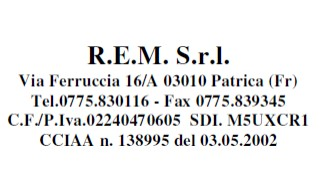 R.E.M. S.r.l.
Via Ferruccia 16/A 03010 Patrica (Fr)
Tel.0775.830116 - Fax 0775.839345
C.F./P.Iva.02240470605 SDI. M5UXCR1
CCIAA n. 138995 del 03.05.2002